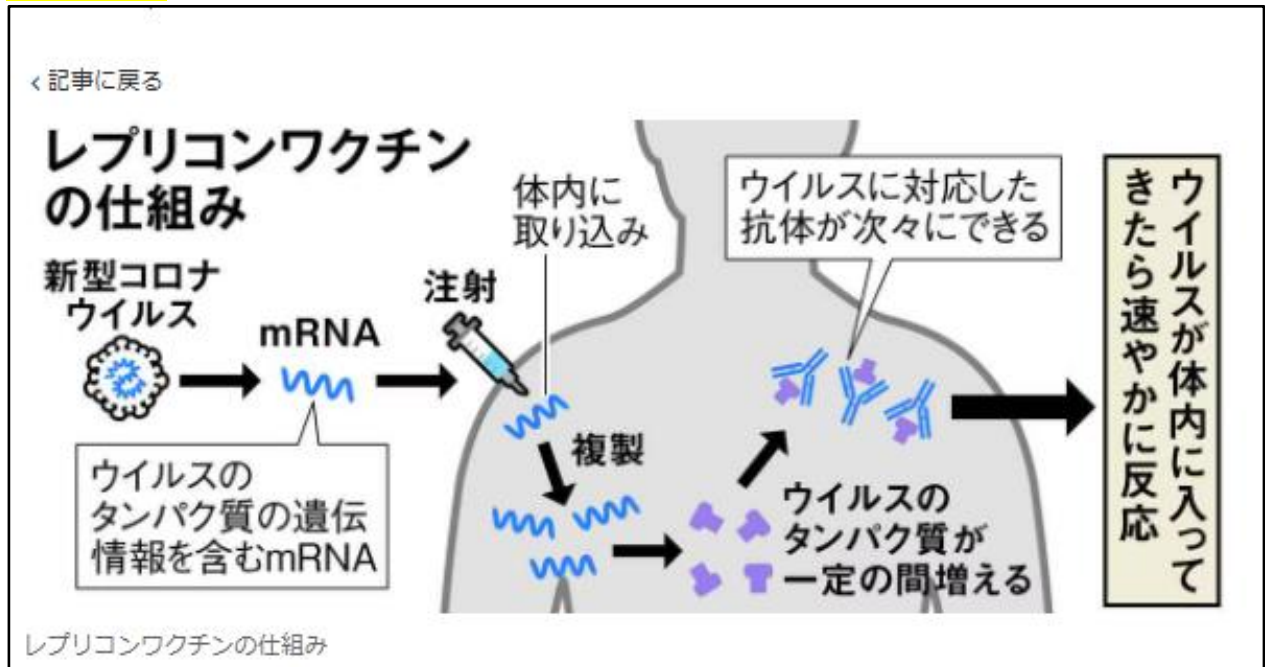 <記事に戻る
レプリコンワクチン
の仕組み
新型コロナ
ウイルス
mRNA
ウイルスの
タンパク質の遺伝
情報を含むmRNA
注射
体内に
取り込み
複製
ウイルスの
タンパク質が
一定の間増える
ウイルスに対応した
抗体が次々にできる
ウイルスが体内に入って
きたら速やかに反応
レプリコンワクチンの仕組み